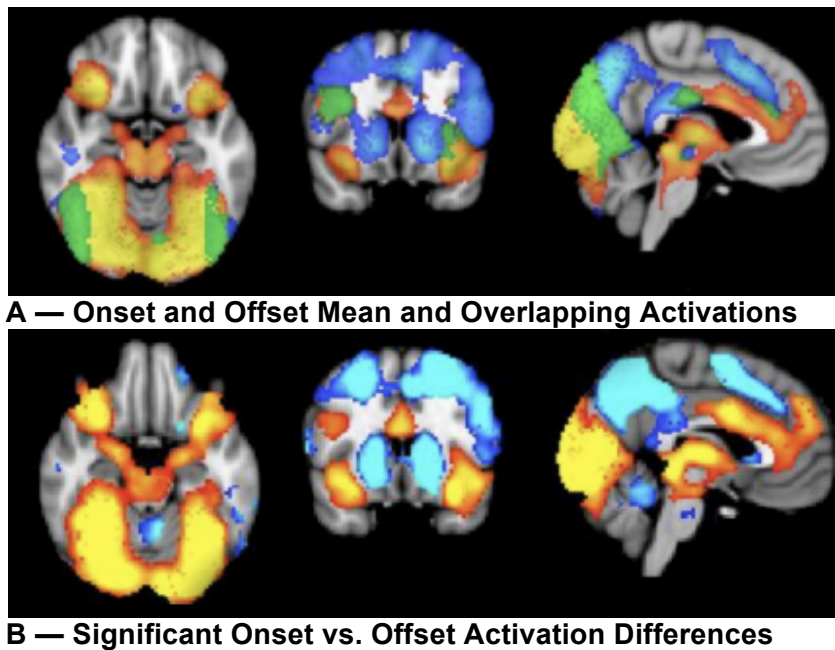 A — Onset and Offset Mean and Overlapping Activations
B — Significant Onset vs. Offset Activation Differences